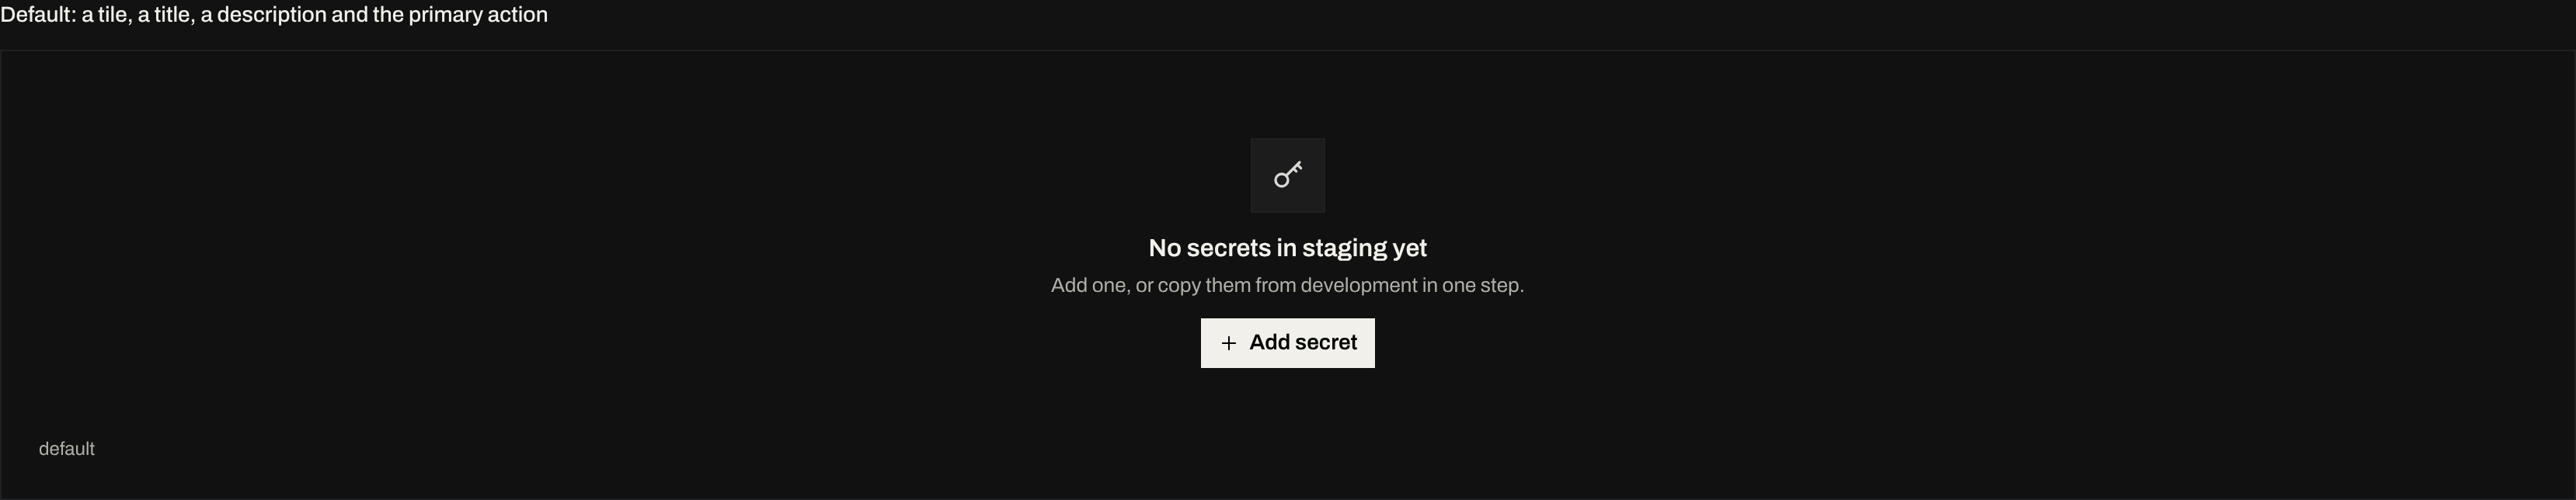 Default: a tile, a title, a description and the primary action
No secrets in staging yet
Add one, or copy them from development in one step.
Add secret
default